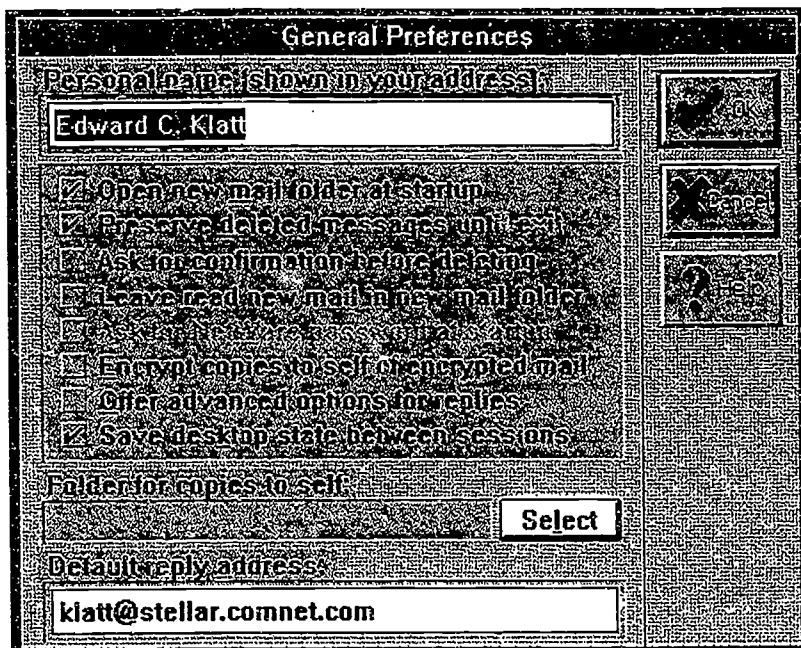 General Preferences
Personal name (shown in your address):
Edward C. Klatt
OK
Open new mail folder at startup
Cancel
Preserve deleted messages until exit
Ask for confirmation before deleting
Help
Leave read new mail in new mail folder
Encrypt copies to self of encrypted mail
Offer advanced options for replies
Save desktop state between sessions
Folder for copies to self:
Select
Default reply address:
klatt@stellar.comnet.com